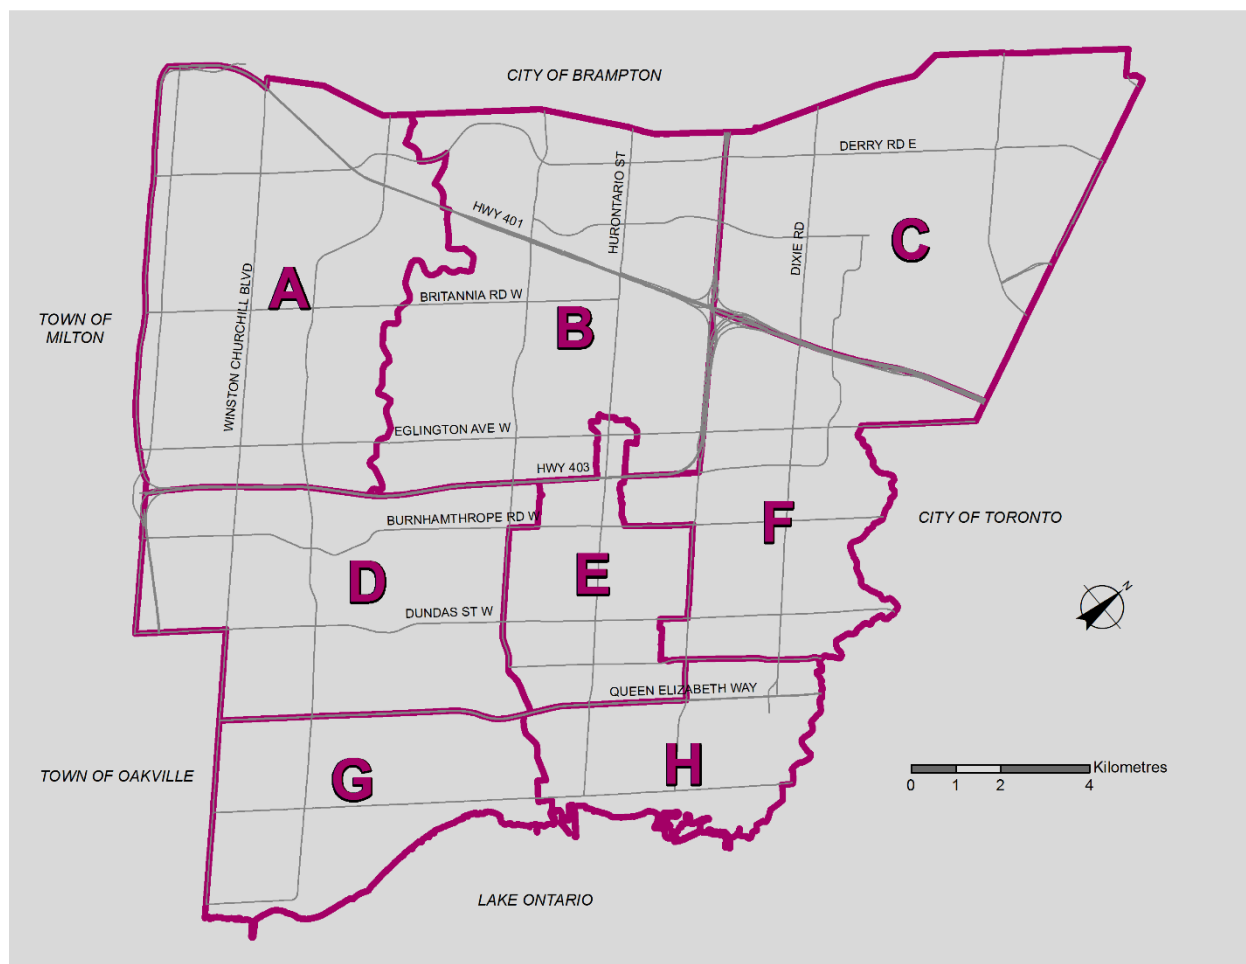 CITY OF BRAMPTON
DERRY RD E
HURONTARIO ST
HWY 401
DIXIE RD
C
WINSTON CHURCHILL BLVD
A
BRITANNIA RD W
B
TOWN OF
MILTON
EGLINGTON AVE W
HWY 403
BURNHAMTHROPE RD W
F
CITY OF TORONTO
D
E
DUNDAS ST W
N
QUEEN ELIZABETH WAY
TOWN OF OAKVILLE
G
H
Kilometres
0 1 2 4
LAKE ONTARIO